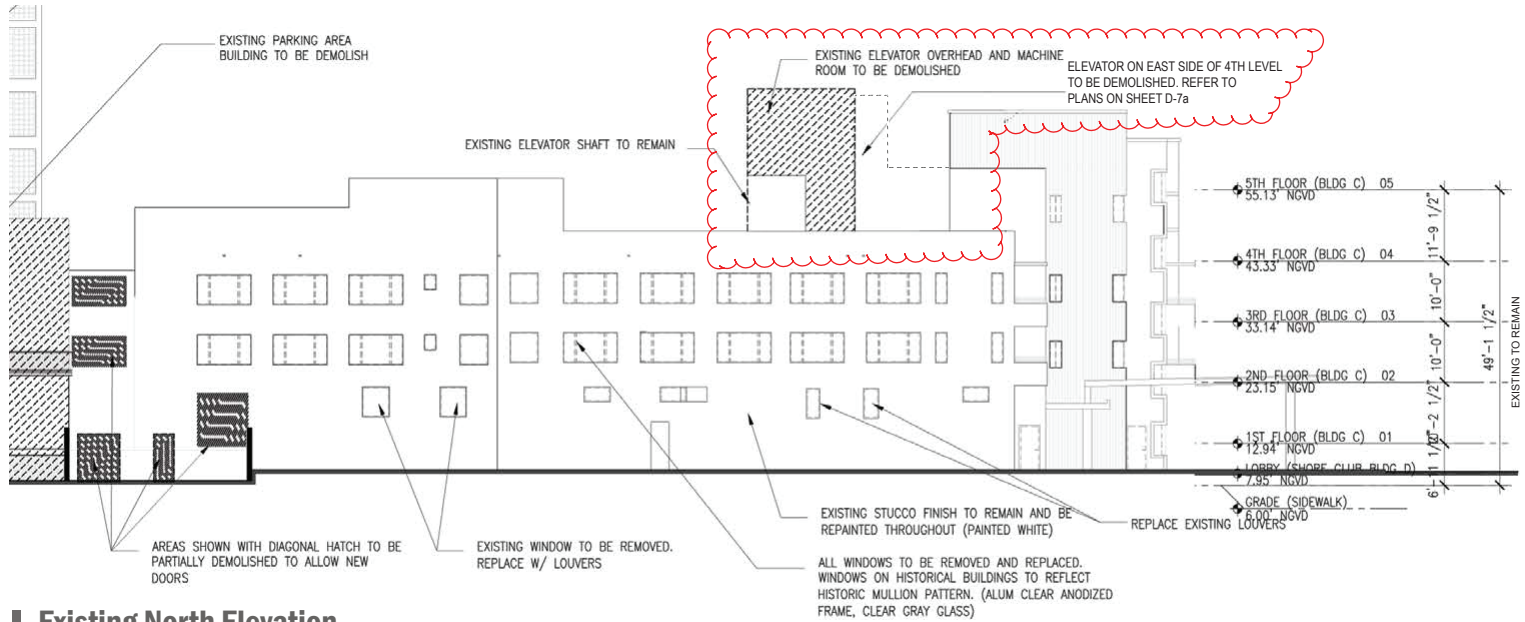 EXISTING PARKING AREA
BUILDING TO BE DEMOLISH
EXISTING ELEVATOR OVERHEAD AND MACHINE
ROOM TO BE DEMOLISHED
ELEVATOR ON EAST SIDE OF 4TH LEVEL
TO BE DEMOLISHED. REFER TO
PLANS ON SHEET D-7a
EXISTING ELEVATOR SHAFT TO REMAIN
5TH FLOOR (BLDG C) 05
55.13' NGVD
11'-9 1/2"
4TH FLOOR (BLDG C) 04
43.33' NGVD
10'-0"
3RD FLOOR (BLDG C) 03
33.14' NGVD
10'-0"
2ND FLOOR (BLDG C) 02
23.15' NGVD
1ST FLOOR (BLDG C) 01
12.94' NGVD
LOBBY (SHORE CLUB BLDG D)
7.95' NGVD
GRADE (SIDEWALK)
6.00' NGVD
49'-1 1/2"
EXISTING TO REMAIN
AREAS SHOWN WITH DIAGONAL HATCH TO BE
PARTIALLY DEMOLISHED TO ALLOW NEW
DOORS
EXISTING WINDOW TO BE REMOVED.
REPLACE W/ LOUVERS
EXISTING STUCCO FINISH TO REMAIN AND BE
REPAINTED THROUGHOUT (PAINTED WHITE)
REPLACE EXISTING LOUVERS
ALL WINDOWS TO BE REMOVED AND REPLACED.
WINDOWS ON HISTORICAL BUILDINGS TO REFLECT
HISTORIC MULLION PATTERN. (ALUM CLEAR ANODIZED
FRAME, CLEAR GRAY GLASS)
Existing North Elevation